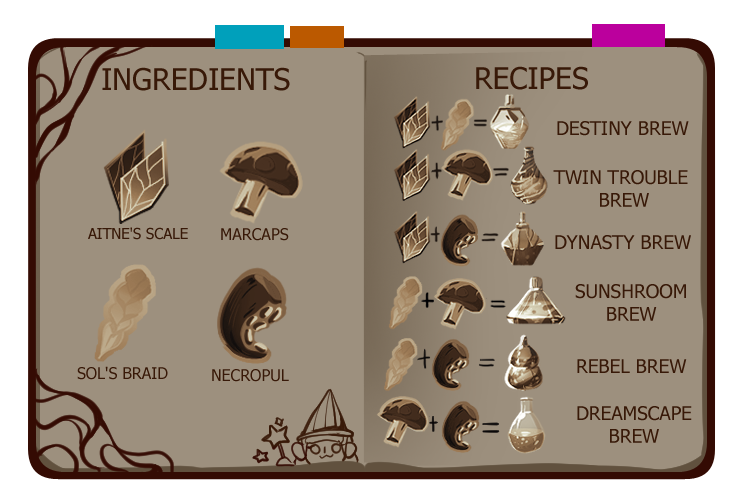 INGREDIENTS
AITNE'S SCALE
MARCAPS
SOL'S BRAID
NECROPUL
RECIPES
+ = DESTINY BREW
+ = TWIN TROUBLE
BREW
+ = DYNASTY BREW
+ = SUNSHROOM
BREW
+ = REBEL BREW
+ = DREAMSCAPE
BREW